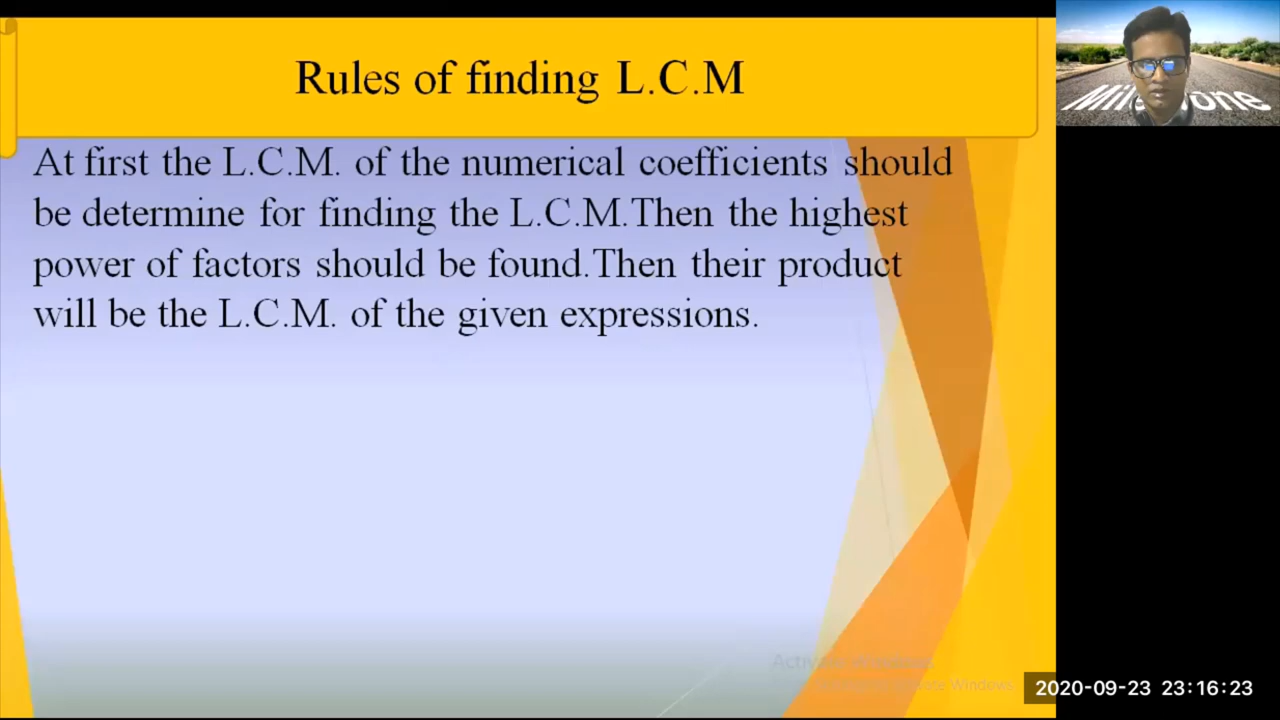 Rules of finding L.C.M
At first the L.C.M. of the numerical coefficients should
be determine for finding the L.C.M.Then the highest
power of factors should be found.Then their product
will be the L.C.M. of the given expressions.
2020-09-23 23:16:23